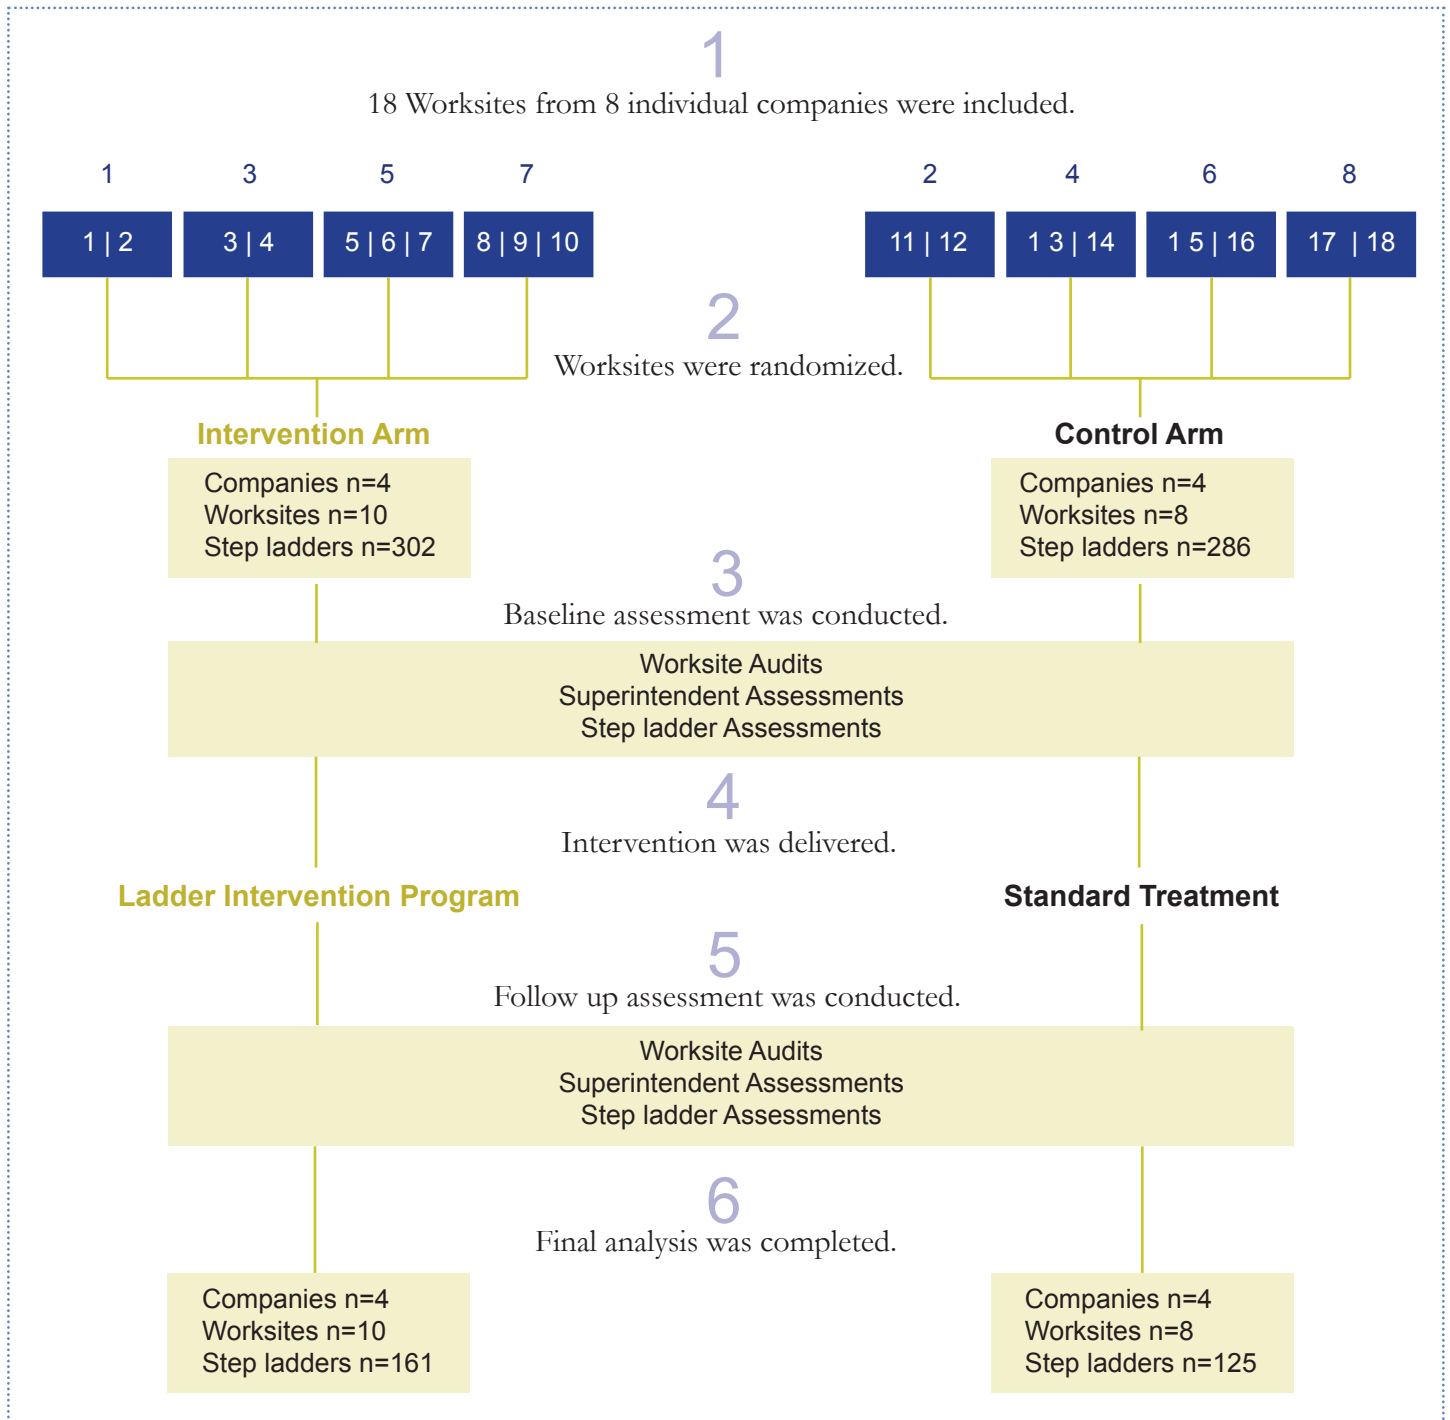 1
18 Worksites from 8 individual companies were included.
1 3 5 7 2 4 6 8
1 | 2 3 | 4 5 | 6 | 7 8 | 9 | 10 11 | 12 1 3 | 14 1 5 | 16 17 | 18
2
Worksites were randomized.
Intervention Arm
Companies n=4
Worksites n=10
Step ladders n=302
Control Arm
Companies n=4
Worksites n=8
Step ladders n=286
3
Baseline assessment was conducted.
Worksite Audits
Superintendent Assessments
Step ladder Assessments
4
Intervention was delivered.
Ladder Intervention Program
Standard Treatment
5
Follow up assessment was conducted.
Worksite Audits
Superintendent Assessments
Step ladder Assessments
6
Final analysis was completed.
Companies n=4
Worksites n=10
Step ladders n=161
Companies n=4
Worksites n=8
Step ladders n=125